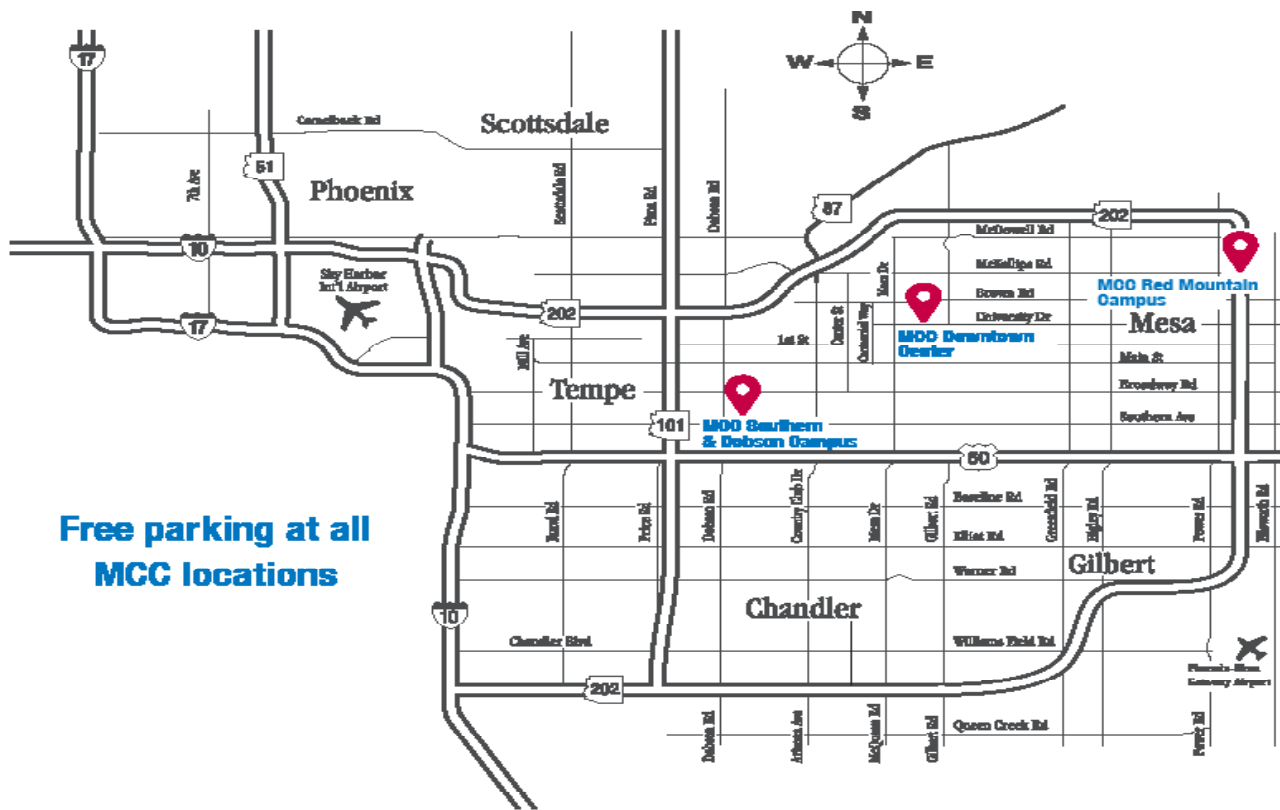 N
W
E
S
17
Scottsdale
Camelback Rd
51
7th Ave
Phoenix
Scottsdale Rd
Pima Rd
Dobson Rd
87
202
10
McDowell Rd
Sky Harbor
Int'l Airport
McKellips Rd
Mesa Dr
MCC Red Mountain
Campus
Brown Rd
202
17
University Dr
Mesa
MCC Downtown
Center
1st St
Center St
Centennial Way
Mill Ave
Main St
Tempe
Broadway Rd
Southern Ave
101
MCC Southern
& Dobson Campus
60
Baseline Rd
Rural Rd
Price Rd
Dobson Rd
Country Club Dr
Mesa Dr
Gilbert Rd
Greenfield Rd
Higley Rd
Power Rd
Ellsworth Rd
Free parking at all
MCC locations
Elliot Rd
Warner Rd
Gilbert
Chandler
10
Chandler Blvd
Williams Field Rd
Phoenix-Mesa
Gateway Airport
202
Dobson Rd
Arizona Ave
McQueen Rd
Gilbert Rd
Queen Creek Rd
Power Rd